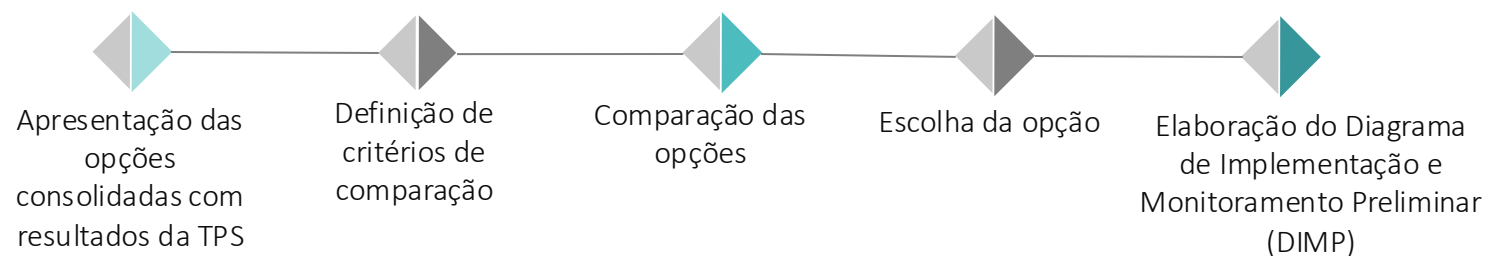 Apresentação das
opções
consolidadas com
resultados da TPS
Definição de
critérios de
comparação
Comparação das
opções
Escolha da opção
Elaboração do Diagrama
de Implementação e
Monitoramento Preliminar
(DIMP)